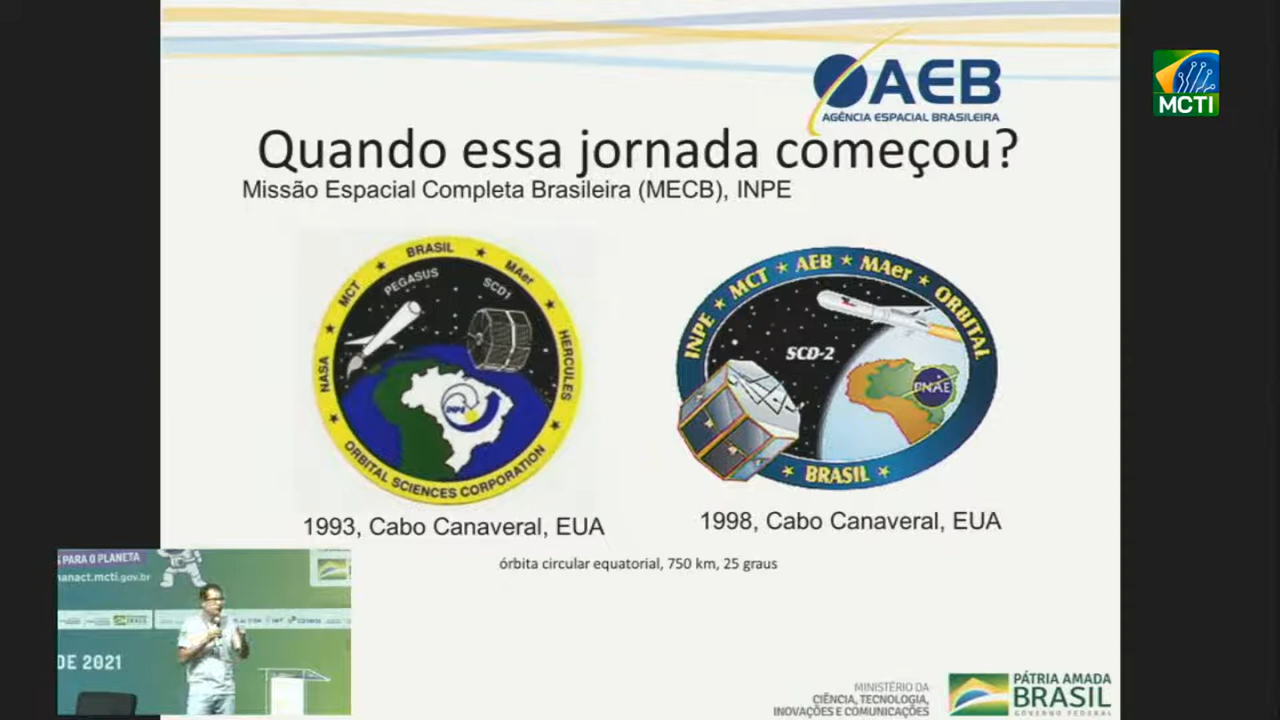 AEB
AGÊNCIA ESPACIAL BRASILEIRA
MCTI
Quando essa jornada começou?
Missão Espacial Completa Brasileira (MECB), INPE
NASA ★ MCT ★ BRASIL ★ MAer ★ HERCULES
PEGASUS
SCD1
INPE
ORBITAL SCIENCES CORPORATION
INPE ★ MCT ★ AEB ★ MAer ★ ORBITAL
SCD-2
PNAE
★ BRASIL ★
1993, Cabo Canaveral, EUA
1998, Cabo Canaveral, EUA
órbita circular equatorial, 750 km, 25 graus
PARA O PLANETA
anact.mcti.gov.br
DE 2021
MINISTÉRIO DA
CIÊNCIA, TECNOLOGIA,
INOVAÇÕES E COMUNICAÇÕES
PÁTRIA AMADA
BRASIL
GOVERNO FEDERAL